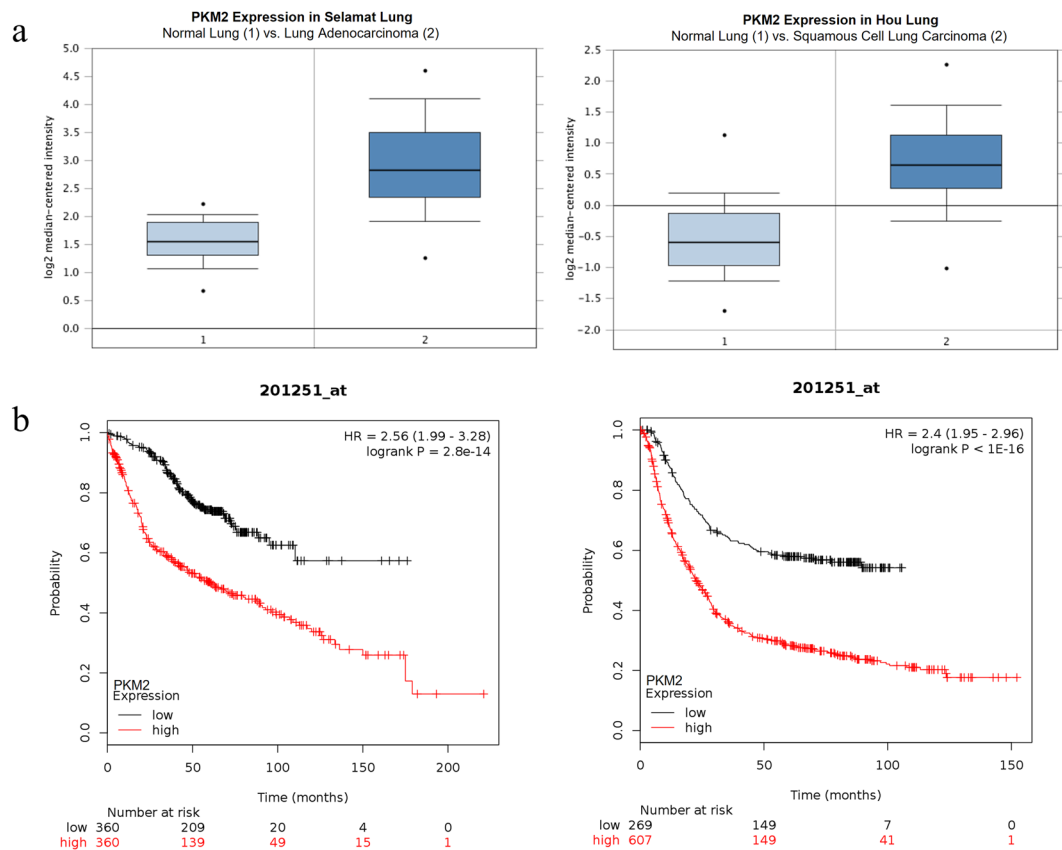 a
PKM2 Expression in Selamat Lung
Normal Lung (1) vs. Lung Adenocarcinoma (2)
log2 median-centered intensity
5.0
4.5
4.0
3.5
3.0
2.5
2.0
1.5
1.0
0.5
0.0
1 2
PKM2 Expression in Hou Lung
Normal Lung (1) vs. Squamous Cell Lung Carcinoma (2)
log2 median-centered intensity
2.5
2.0
1.5
1.0
0.5
0.0
−0.5
−1.0
−1.5
−2.0
1 2
b
201251_at
HR = 2.56 (1.99 - 3.28)
logrank P = 2.8e-14
Probability
1.0
0.8
0.6
0.4
0.2
0.0
PKM2
Expression
low
high
0 50 100 150 200
Time (months)
Number at risk
low 360 209 20 4 0
high 360 139 49 15 1
201251_at
HR = 2.4 (1.95 - 2.96)
logrank P < 1E-16
Probability
1.0
0.8
0.6
0.4
0.2
0.0
PKM2
Expression
low
high
0 50 100 150
Time (months)
Number at risk
low 269 149 7 0
high 607 149 41 1